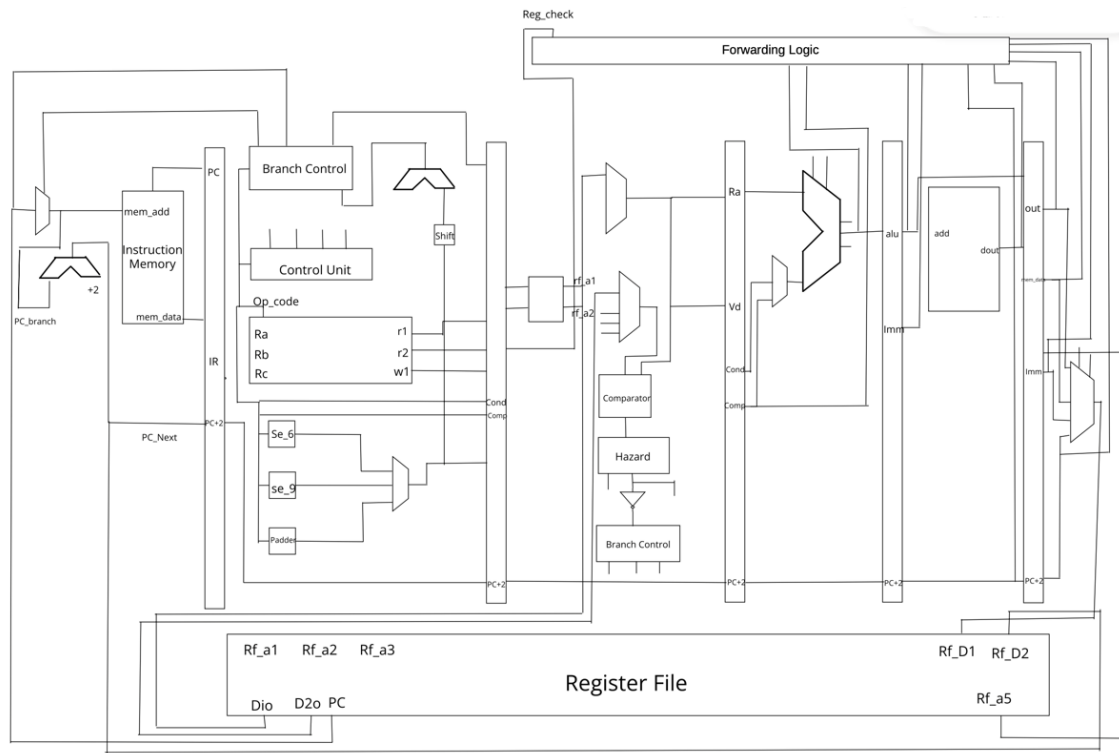 Reg_check
Forwarding Logic
Branch Control
PC
mem_add
Instruction
Memory
mem_data
+2
PC_branch
Shift
Control Unit
Op_code
Ra
Rb
Rc
r1
r2
w1
IR
PC+2
PC_Next
Cond
Comp
Se_6
se_9
Padder
PC+2
rf_a1
rf_a2
Comparator
Hazard
Branch Control
Ra
Vd
Cond
Comp
PC+2
alu
Imm
PC+2
add
dout
out
Imm
PC+2
Rf_a1
Rf_a2
Rf_a3
Rf_D1
Rf_D2
Register File
Rf_a5
Dio
D2o
PC